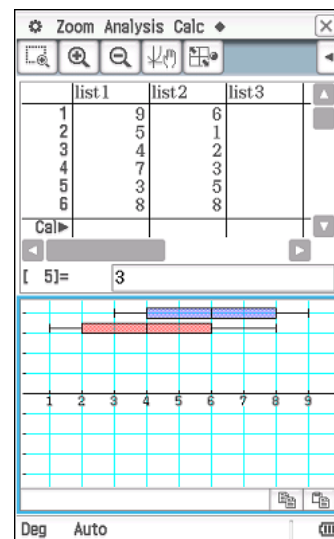 Zoom Analysis Calc
list1 list2 list3
1 9 6
2 5 1
3 4 2
4 7 3
5 3 5
6 8 8
Cal
[ 5]= 3
1 2 3 4 5 6 7 8 9
Deg Auto